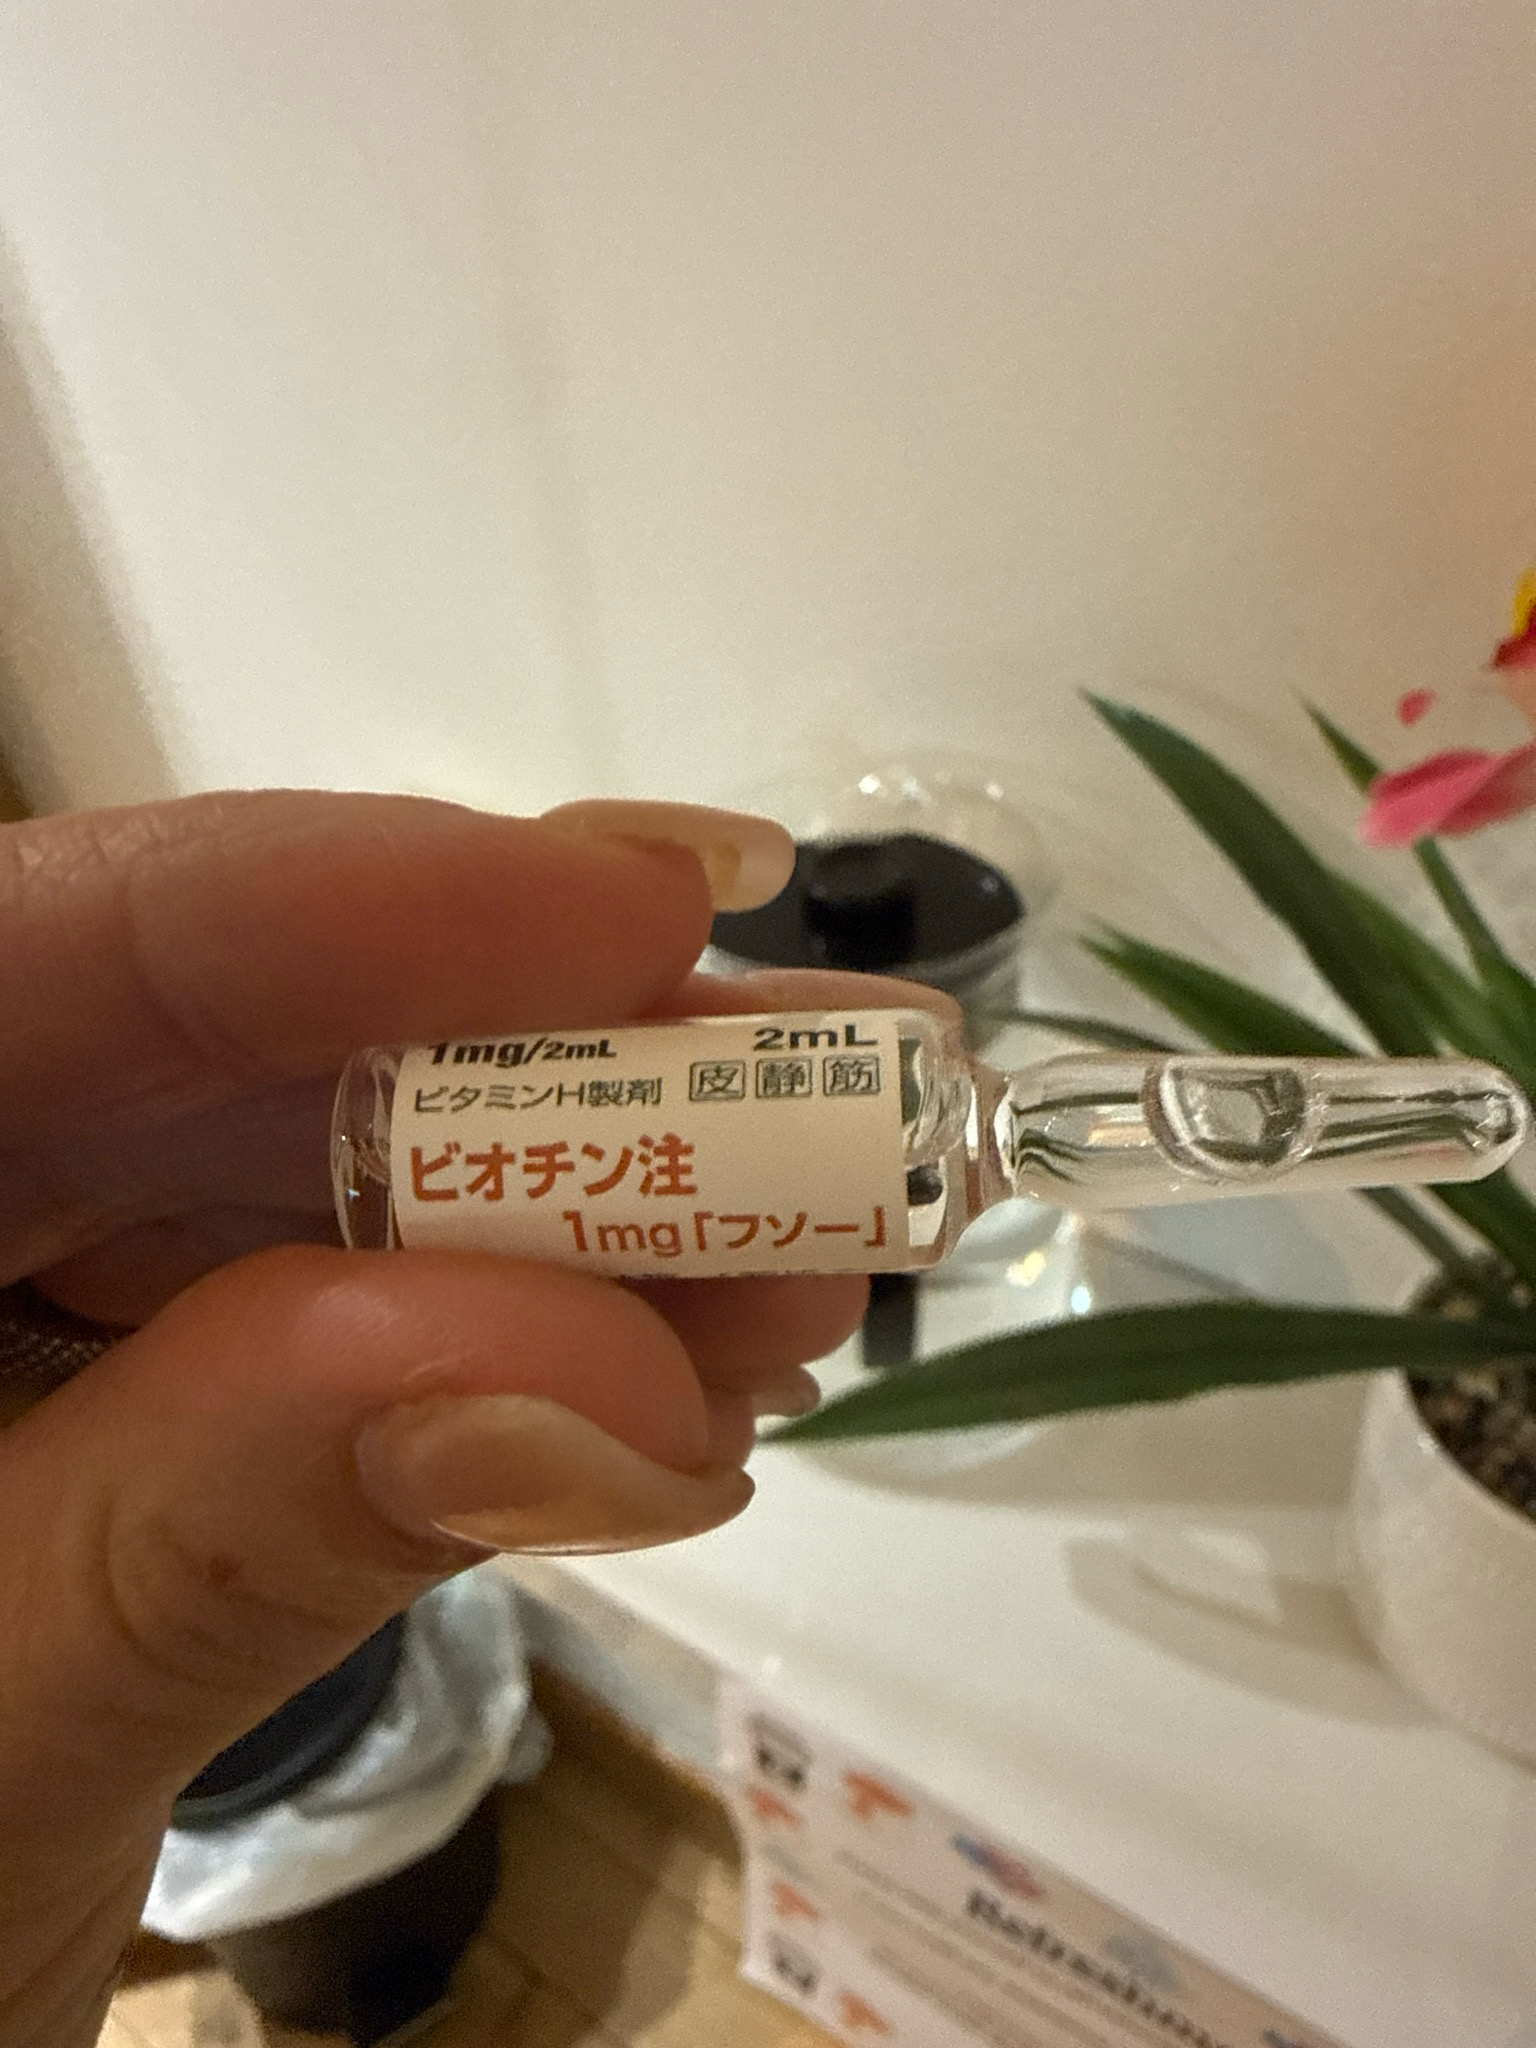 1mg/2mL 2mL
ビタミンH製剤 皮 静 筋
ビオチン注
1mg「フソー」